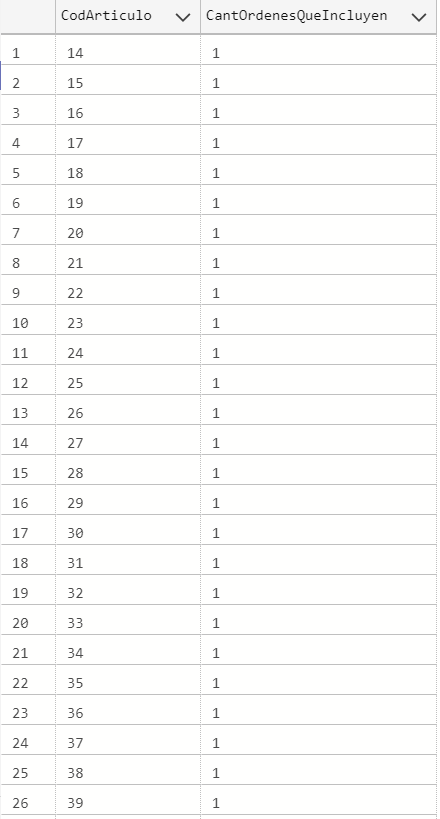 CodArticulo CantOrdenesQueIncluyen
1 14 1
2 15 1
3 16 1
4 17 1
5 18 1
6 19 1
7 20 1
8 21 1
9 22 1
10 23 1
11 24 1
12 25 1
13 26 1
14 27 1
15 28 1
16 29 1
17 30 1
18 31 1
19 32 1
20 33 1
21 34 1
22 35 1
23 36 1
24 37 1
25 38 1
26 39 1